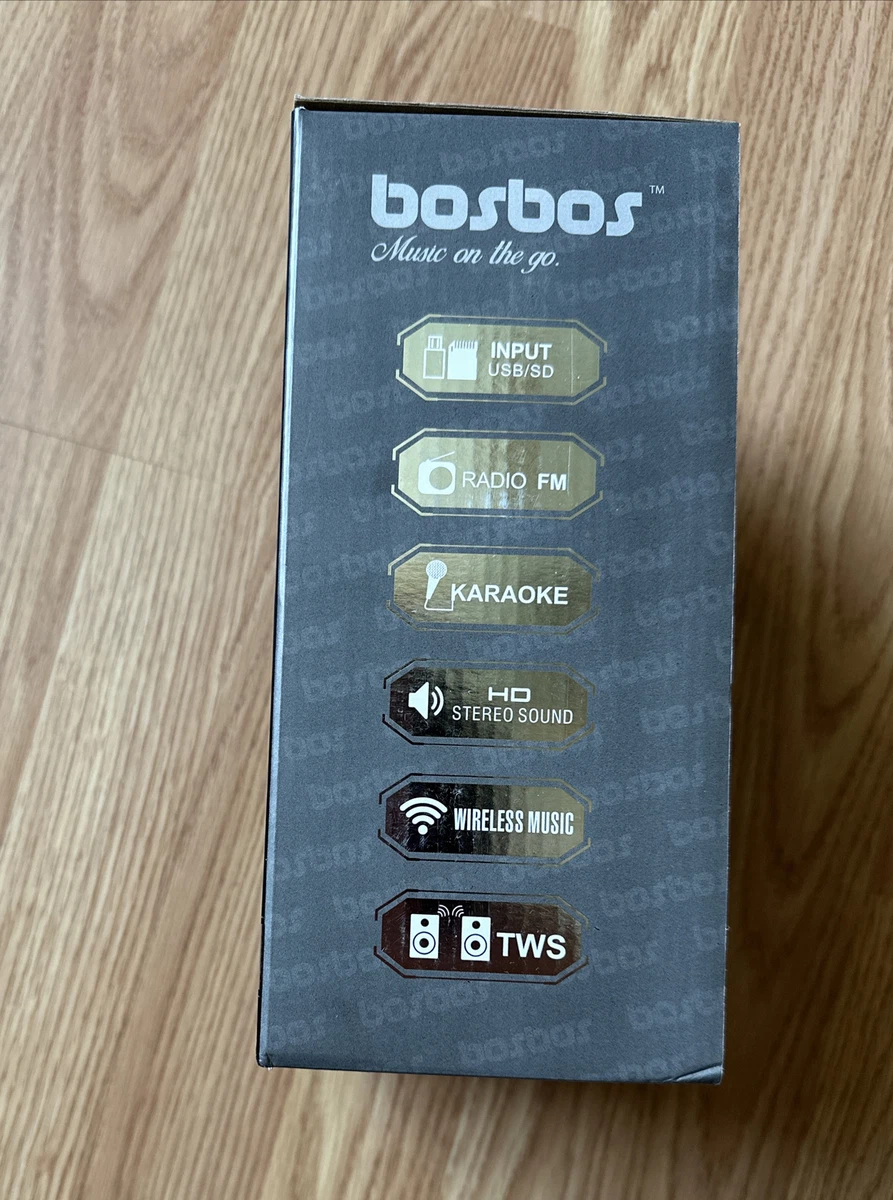 bosbos™
Music on the go.
INPUT
USB/SD
RADIO FM
KARAOKE
HD
STEREO SOUND
WIRELESS MUSIC
TWS